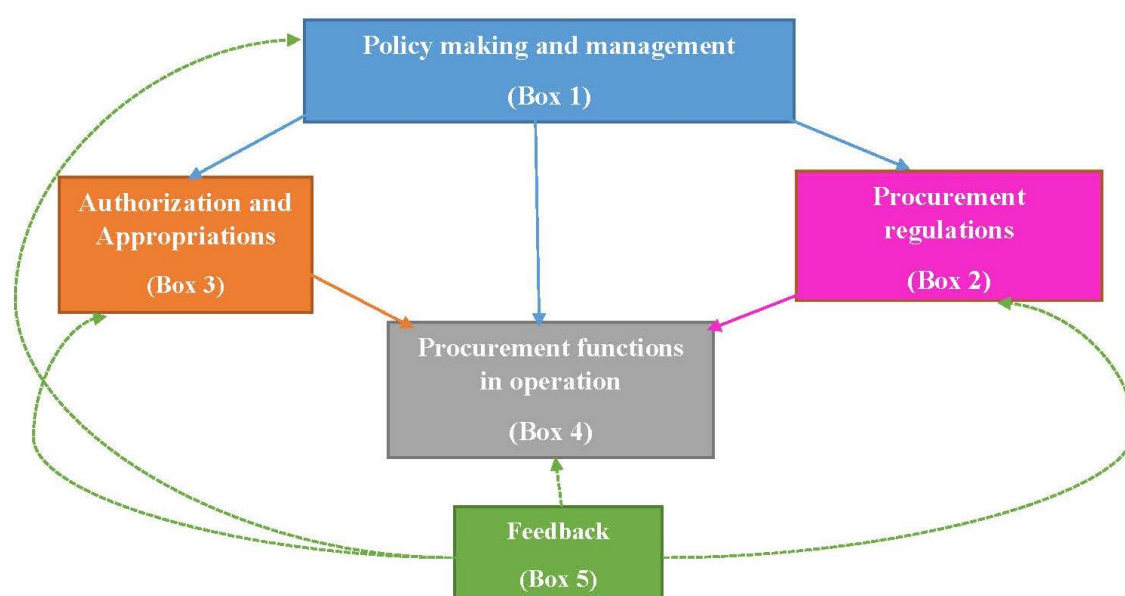 Policy making and management
(Box 1)
Authorization and
Appropriations
(Box 3)
Procurement
regulations
(Box 2)
Procurement functions
in operation
(Box 4)
Feedback
(Box 5)